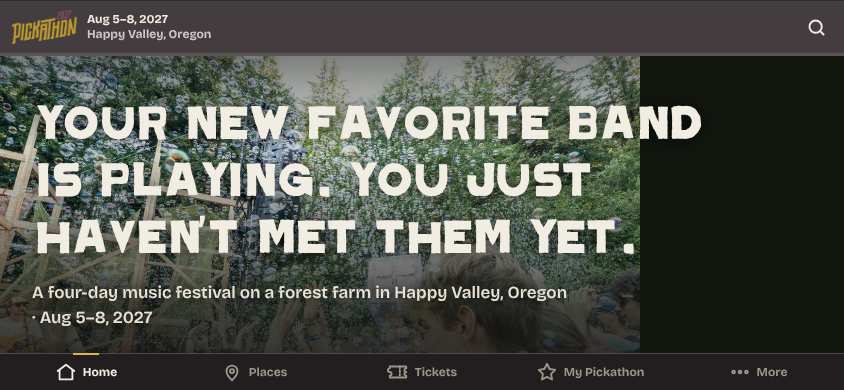 PICKATHON
Aug 5–8, 2027
Happy Valley, Oregon
YOUR NEW FAVORITE BAND
IS PLAYING. YOU JUST
HAVEN'T MET THEM YET.
A four-day music festival on a forest farm in Happy Valley, Oregon
· Aug 5–8, 2027
Home
Places
Tickets
My Pickathon
More